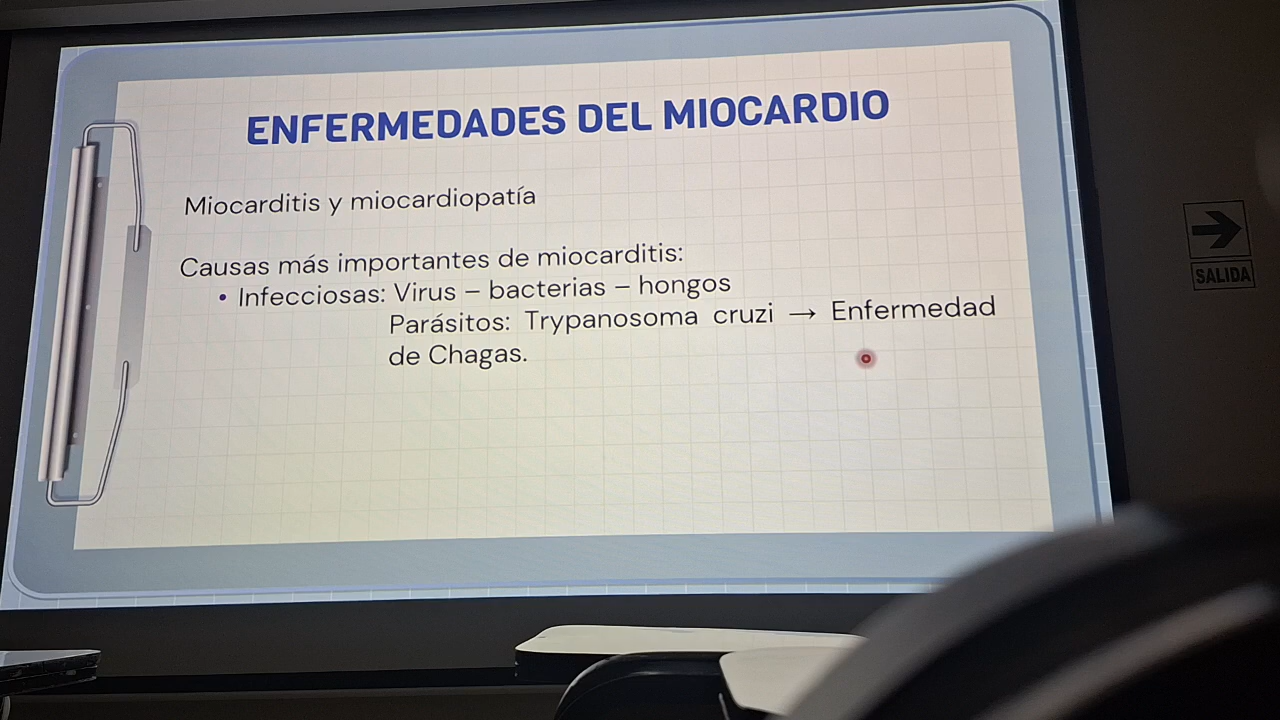 ENFERMEDADES DEL MIOCARDIO
Miocarditis y miocardiopatía
Causas más importantes de miocarditis:
• Infecciosas: Virus – bacterias – hongos
Parásitos: Trypanosoma cruzi → Enfermedad
de Chagas.
SALIDA